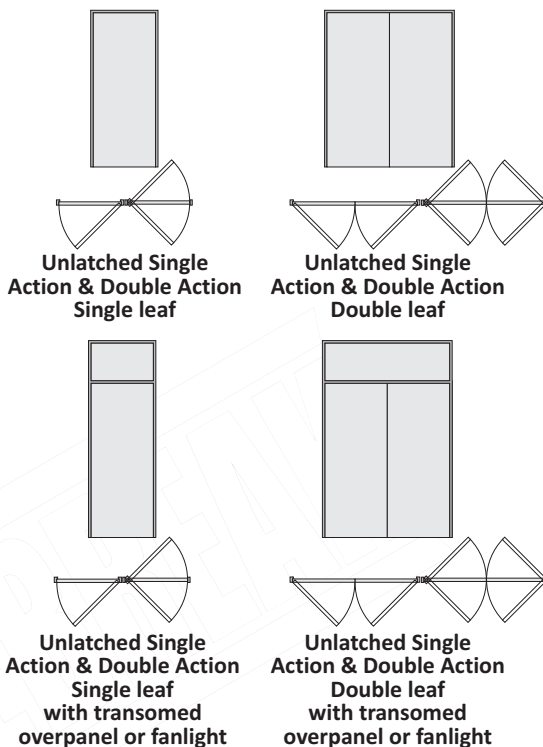 Unlatched Single
Action & Double Action
Single leaf
Unlatched Single
Action & Double Action
Double leaf
Unlatched Single
Action & Double Action
Single leaf
with transomed
overpanel or fanlight
Unlatched Single
Action & Double Action
Double leaf
with transomed
overpanel or fanlight